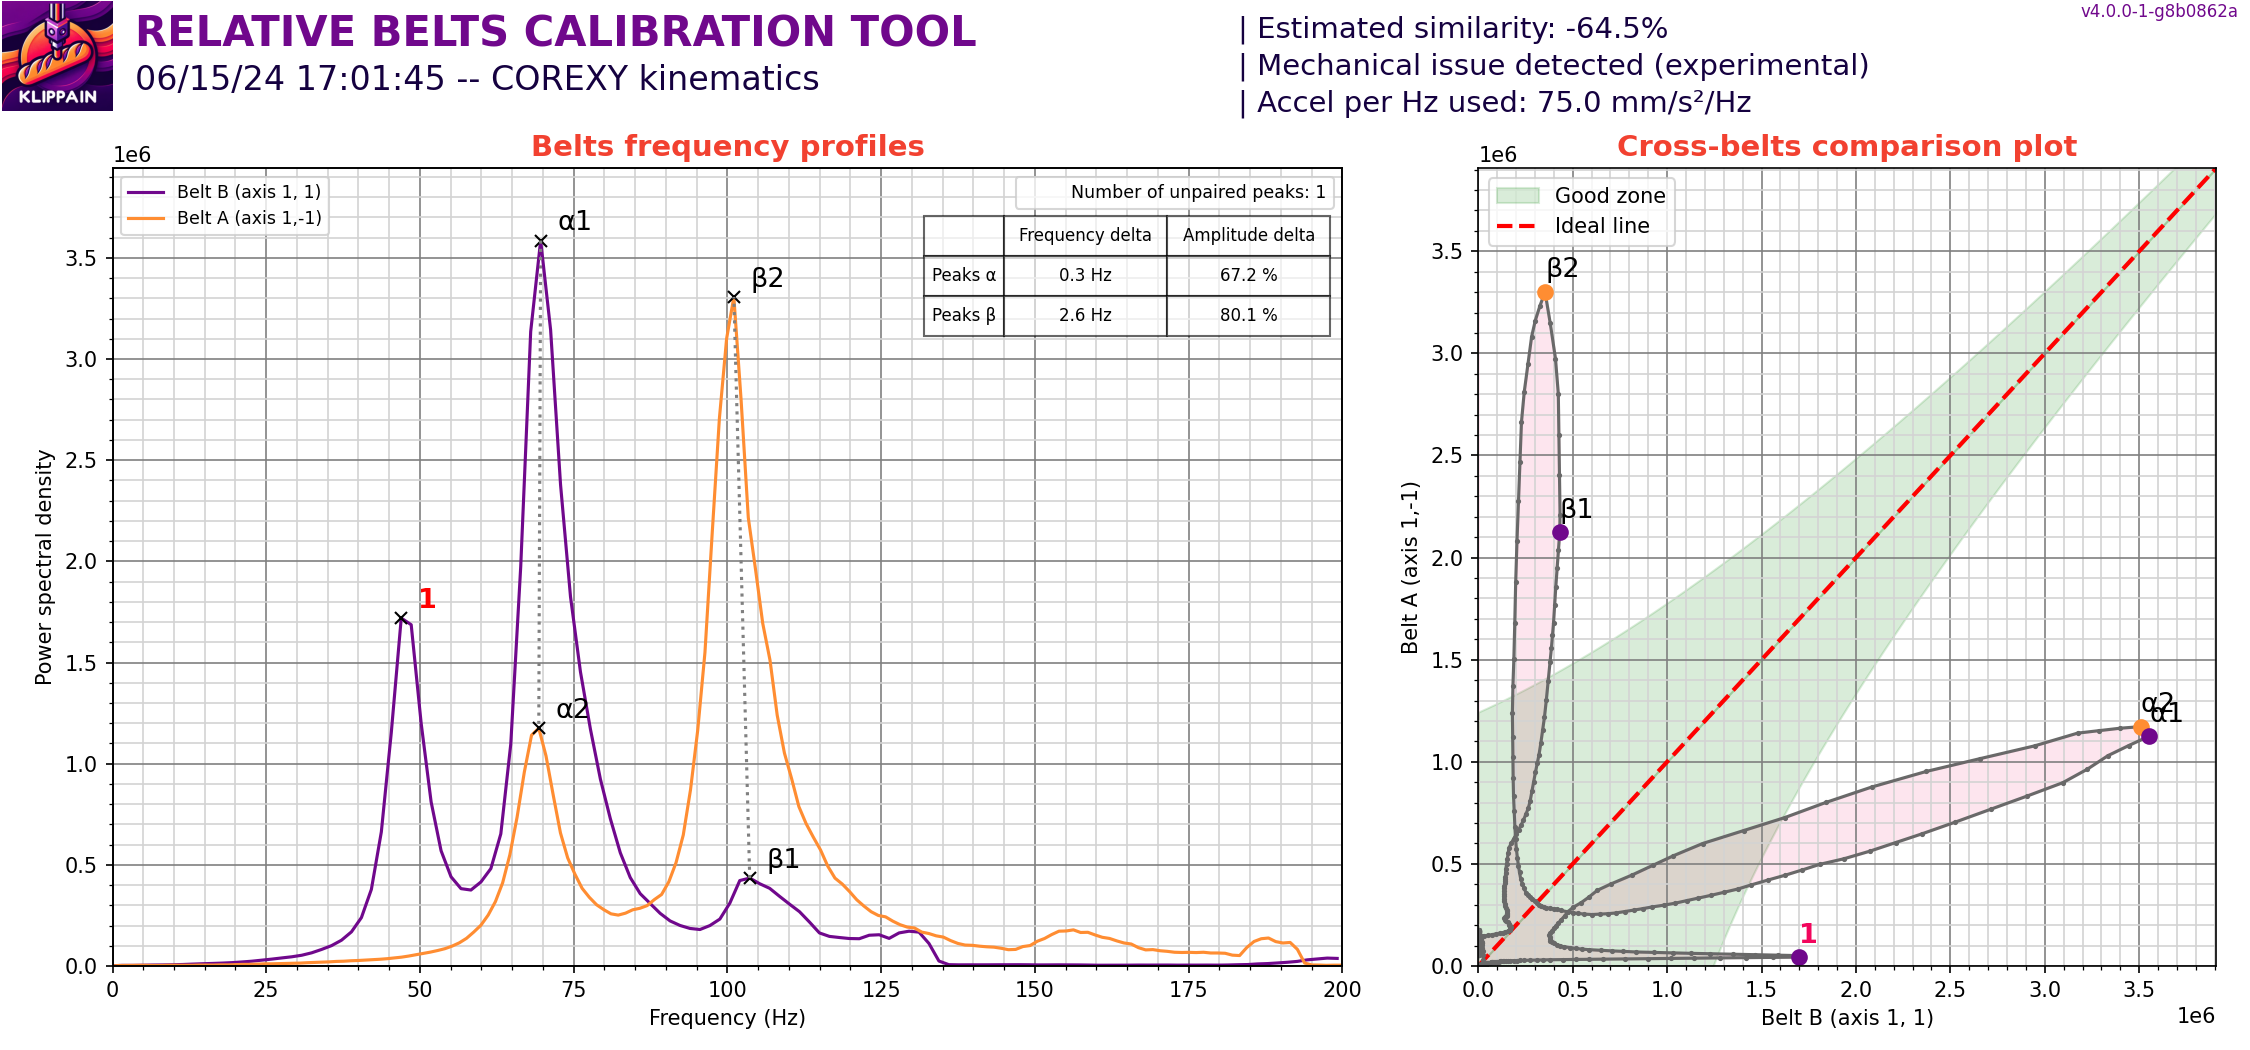 KLIPPAIN
RELATIVE BELTS CALIBRATION TOOL
06/15/24 17:01:45 -- COREXY kinematics
| Estimated similarity: -64.5%
| Mechanical issue detected (experimental)
| Accel per Hz used: 75.0 mm/s²/Hz
v4.0.0-1-g8b0862a
Belts frequency profiles
1e6
Belt B (axis 1, 1)
Belt A (axis 1,-1)
Number of unpaired peaks: 1
Frequency delta Amplitude delta
Peaks α 0.3 Hz 67.2 %
Peaks β 2.6 Hz 80.1 %
α1
β2
1
α2
β1
3.5
3.0
2.5
2.0
1.5
1.0
0.5
0.0
Power spectral density
0 25 50 75 100 125 150 175 200
Frequency (Hz)
Cross-belts comparison plot
1e6
Good zone
Ideal line
β2
β1
α2
α1
1
3.5
3.0
2.5
2.0
1.5
1.0
0.5
0.0
Belt A (axis 1,-1)
0.0 0.5 1.0 1.5 2.0 2.5 3.0 3.5
Belt B (axis 1, 1)
1e6